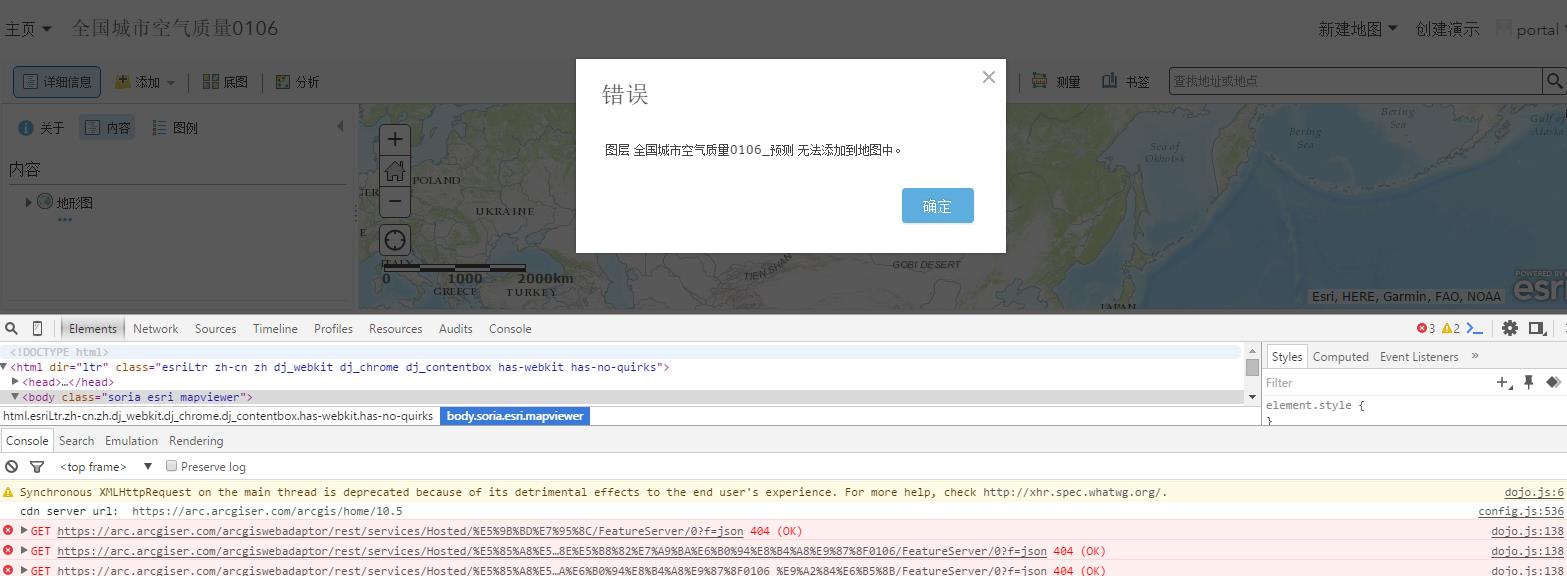 主页 全国城市空气质量0106 新建地图 创建演示 portal
详细信息 添加 底图 分析 测量 书签 查找地址或地点
关于 内容 图例
内容
地形图
错误
图层 全国城市空气质量0106_预测 无法添加到地图中。
确定
POLAND
UKRAINE
ITALY
GREECE
TURKEY
TIEN SHAN
GOBI DESERT
JAPAN
Sea of Okhotsk
Bering Sea
Bering Sea
Gulf of Alaska
0 1000 2000km
Esri, HERE, Garmin, FAO, NOAA
POWERED BY
esri
Elements Network Sources Timeline Profiles Resources Audits Console 3 2
<!DOCTYPE html>
<html dir="ltr" class="esriLtr zh-cn zh dj_webkit dj_chrome dj_contentbox has-webkit has-no-quirks">
<head>…</head>
<body class="soria esri mapviewer">
html.esriLtr.zh-cn.zh.dj_webkit.dj_chrome.dj_contentbox.has-webkit.has-no-quirks body.soria.esri.mapviewer
Styles Computed Event Listeners »
Filter
element.style {
}
Console Search Emulation Rendering
<top frame> Preserve log
Synchronous XMLHttpRequest on the main thread is deprecated because of its detrimental effects to the end user's experience. For more help, check http://xhr.spec.whatwg.org/. dojo.js:6
cdn server url: https://arc.arcgiser.com/arcgis/home/10.5 config.js:536
GET https://arc.arcgiser.com/arcgiswebadaptor/rest/services/Hosted/%E5%9B%BD%E7%95%8C/FeatureServer/0?f=json 404 (OK) dojo.js:138
GET https://arc.arcgiser.com/arcgiswebadaptor/rest/services/Hosted/%E5%85%A8%E5…8E%E5%B8%82%E7%A9%BA%E6%B0%94%E8%B4%A8%E9%87%8F0106/FeatureServer/0?f=json 404 (OK) dojo.js:138
GET https://arc.arcgiser.com/arcgiswebadaptor/rest/services/Hosted/%E5%85%A8%E5…A%E6%B0%94%E8%B4%A8%E9%87%8F0106_%E9%A2%84%E6%B5%8B/FeatureServer/0?f=json 404 (OK) dojo.js:138